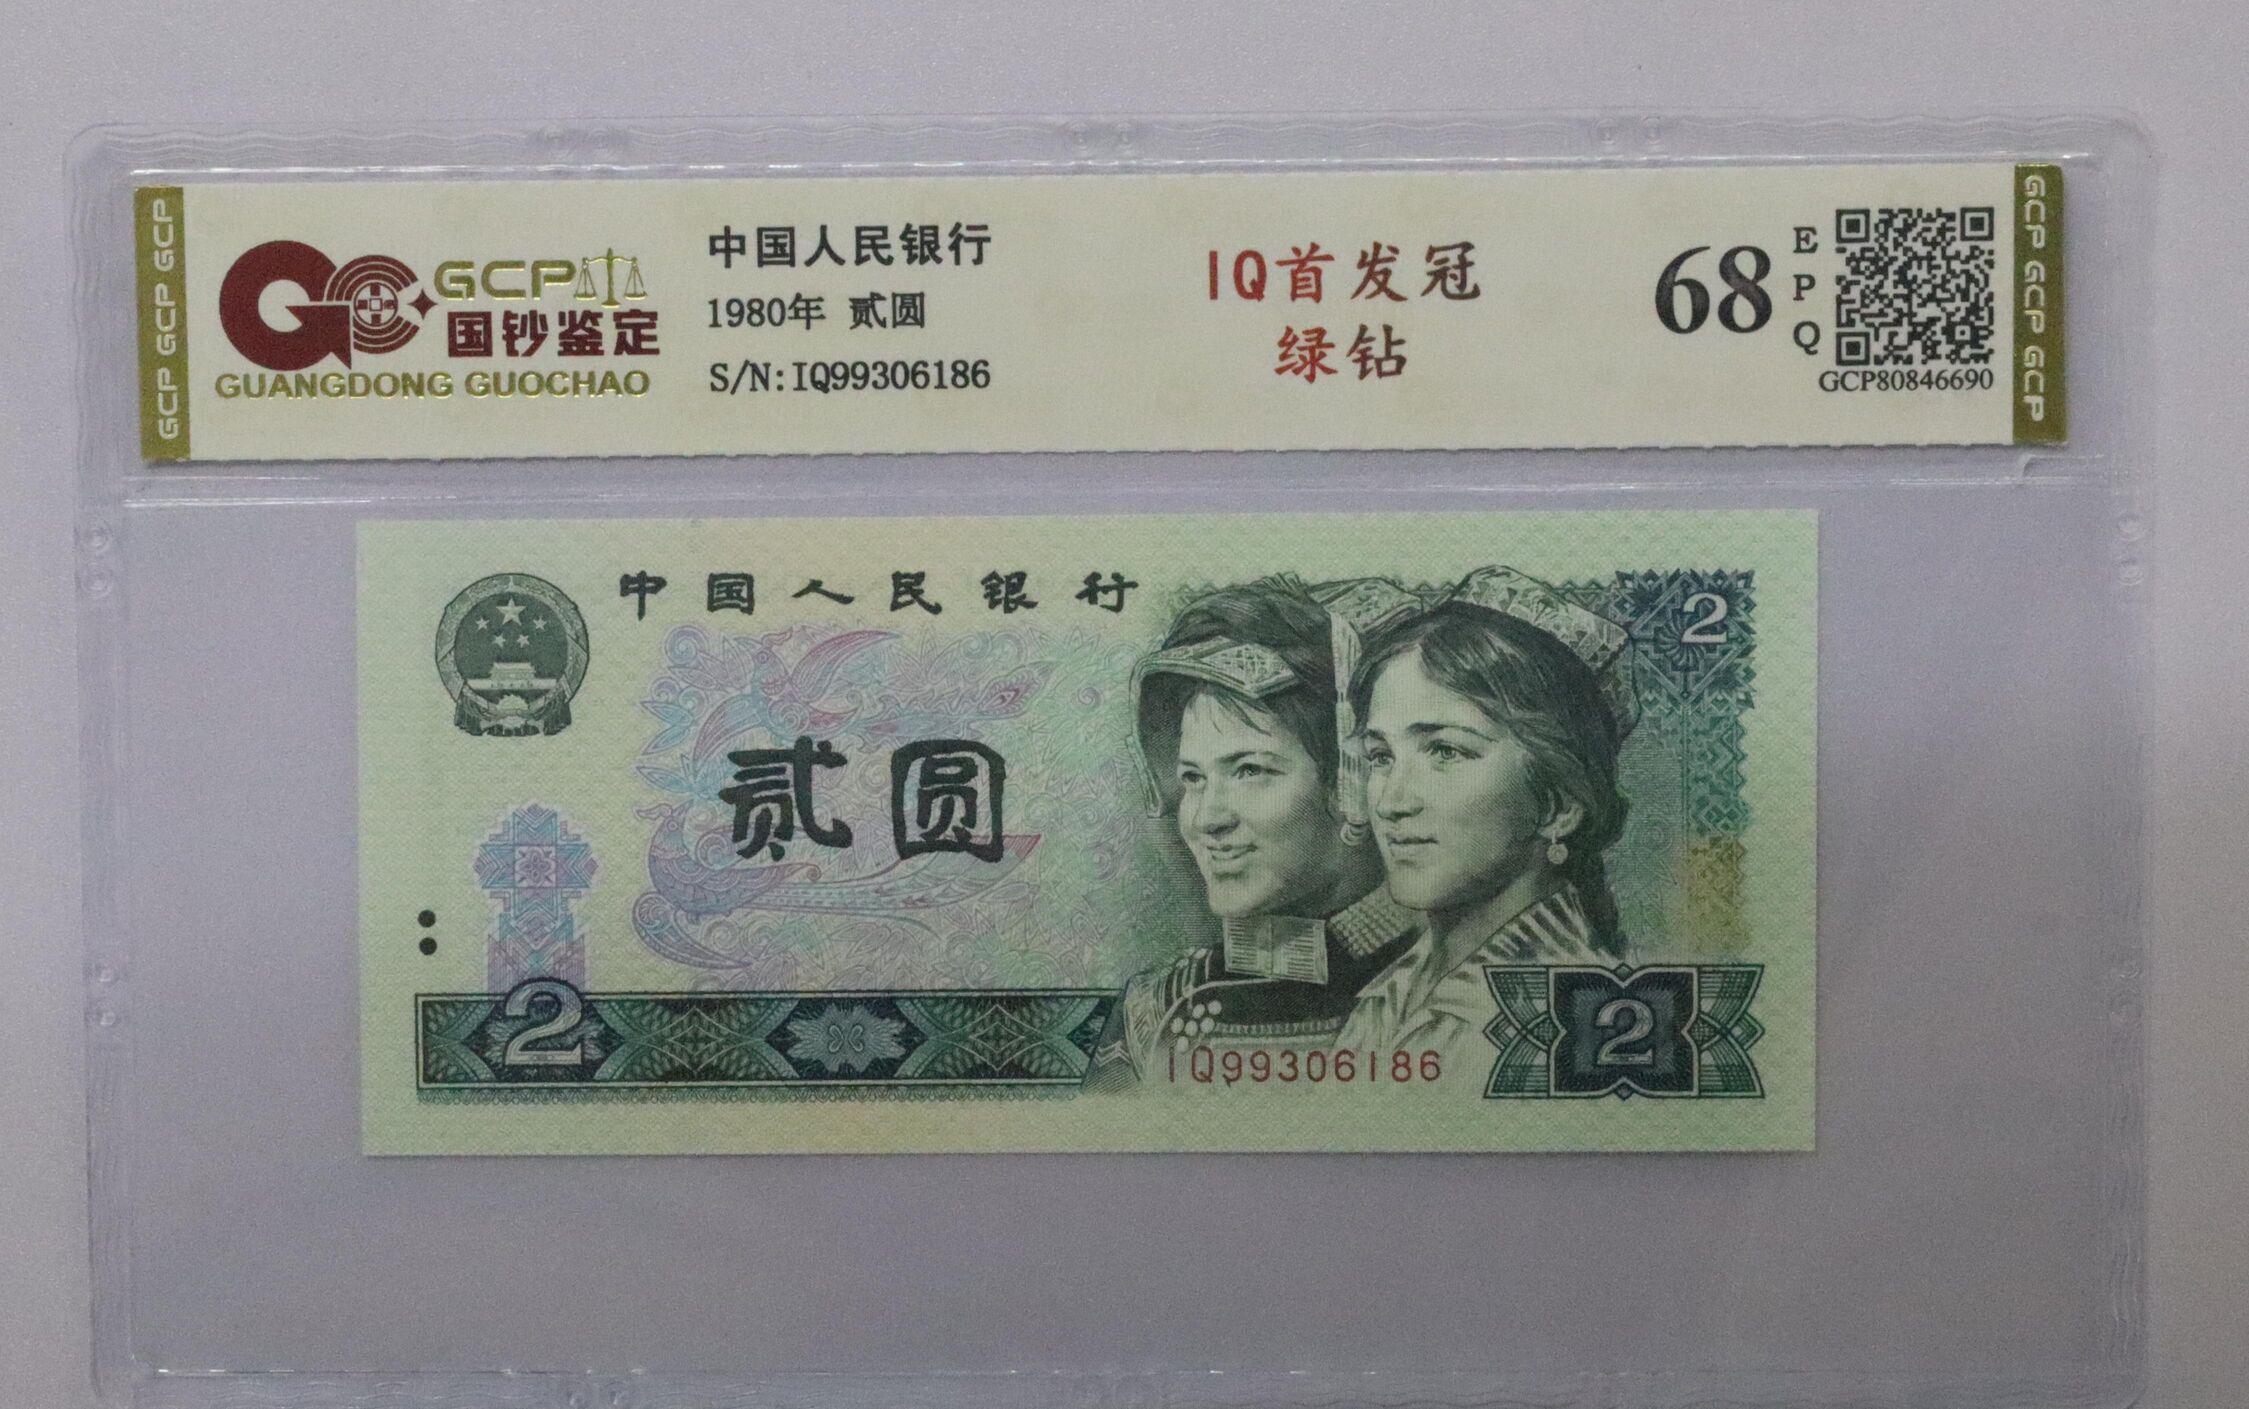 GCP GCP GCP
GCP
国钞鉴定
GUANGDONG GUOCHAO
中国人民银行
1980年 贰圆
S/N:IQ99306186
IQ首发冠
绿钻
68
EPQ
GCP80846690
GCP GCP GCP
中国人民银行
2
贰圆
2
IQ99306186
2